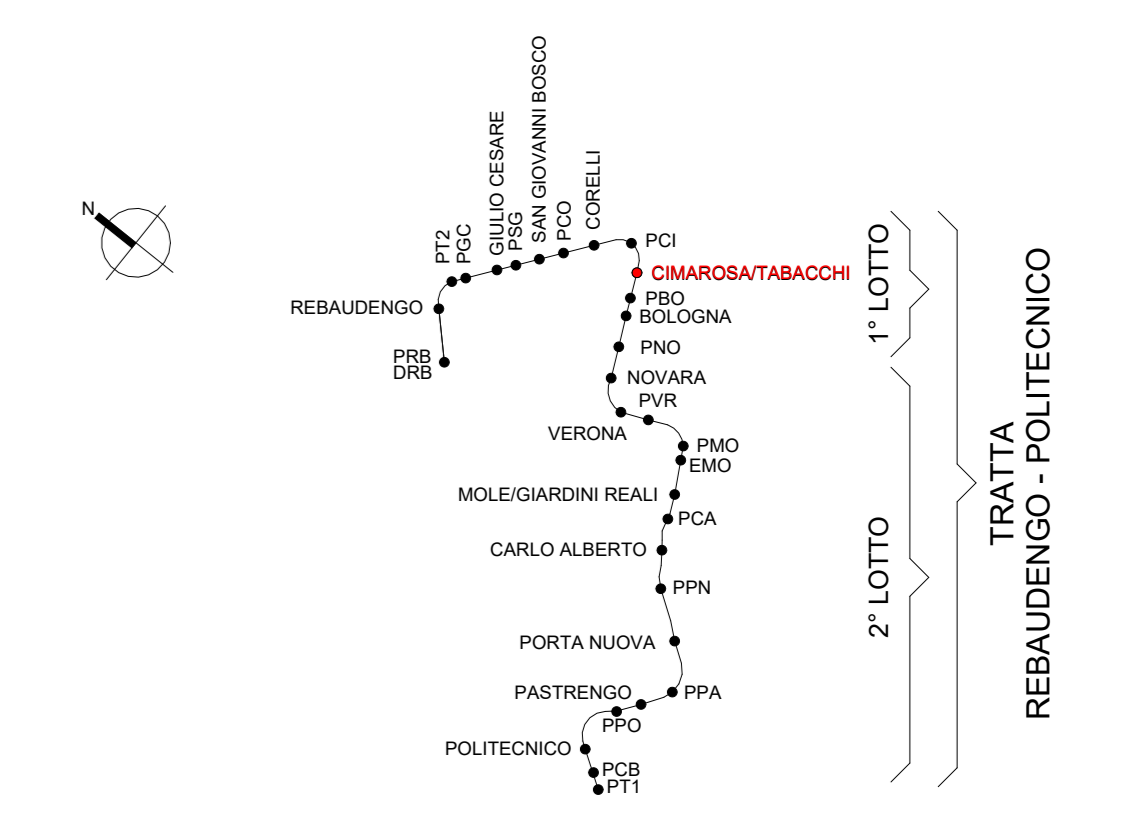 N
PT2
PGC
GIULIO CESARE
PSG
SAN GIOVANNI BOSCO
PCO
CORELLI
PCI
CIMAROSA/TABACCHI
REBAUDENGO
PBO
BOLOGNA
PRB
DRB
PNO
NOVARA
PVR
VERONA
PMO
EMO
MOLE/GIARDINI REALI
PCA
CARLO ALBERTO
PPN
PORTA NUOVA
PASTRENGO
PPA
PPO
POLITECNICO
PCB
PT1
1° LOTTO
2° LOTTO
TRATTA
REBAUDENGO - POLITECNICO